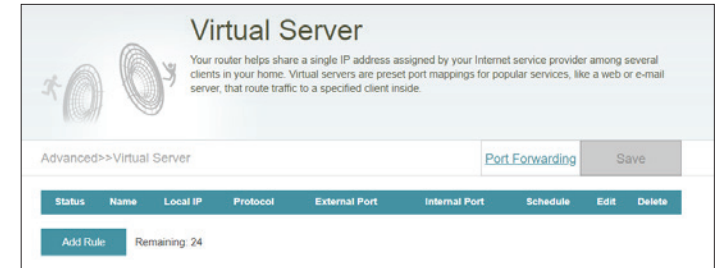 Virtual Server
Your router helps share a single IP address assigned by your Internet service provider among several
clients in your home. Virtual servers are preset port mappings for popular services, like a web or e-mail
server, that route traffic to a specified client inside.
Advanced>>Virtual Server Port Forwarding Save
Status Name Local IP Protocol External Port Internal Port Schedule Edit Delete
Add Rule Remaining: 24